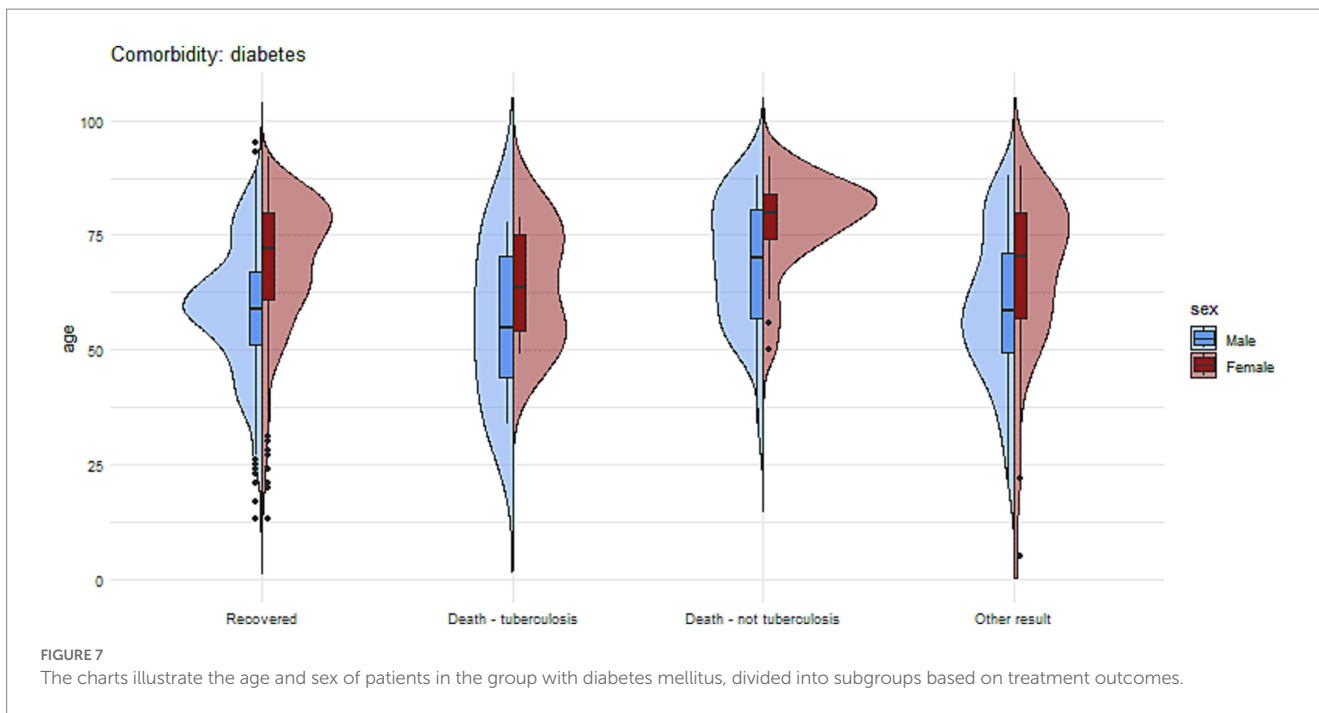 Comorbidity: diabetes
100
75
50
25
0
age
Recovered
Death - tuberculosis
Death - not tuberculosis
Other result
sex
Male
Female
FIGURE 7
The charts illustrate the age and sex of patients in the group with diabetes mellitus, divided into subgroups based on treatment outcomes.